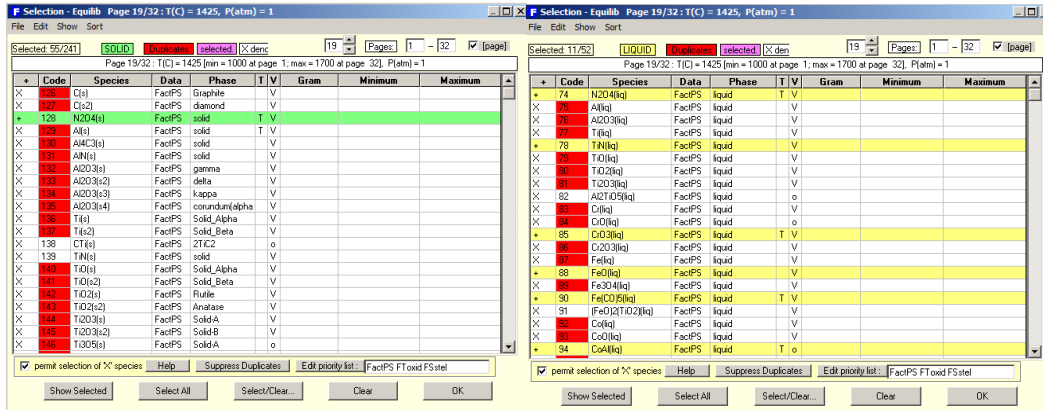 F Selection - Equilib Page 19/32 : T(C) = 1425, P(atm) = 1
File Edit Show Sort
Selected: 55/241 SOLID Duplicates selected. X denc 19 Pages: 1 - 32 [page]
Page 19/32 : T(C) = 1425 [min = 1000 at page 1; max = 1700 at page 32], P(atm) = 1
+ Code Species Data Phase T V Gram Minimum Maximum
X 126 C(s) FactPS Graphite V
X 127 C(s2) FactPS diamond V
+ 128 N2O4(s) FactPS solid T V
X 129 Al(s) FactPS solid T V
X 130 Al4C3(s) FactPS solid V
X 131 AlN(s) FactPS solid V
X 132 Al2O3(s) FactPS gamma V
X 133 Al2O3(s2) FactPS delta V
X 134 Al2O3(s3) FactPS kappa V
X 135 Al2O3(s4) FactPS corundum(alpha V
X 136 Ti(s) FactPS Solid_Alpha V
X 137 Ti(s2) FactPS Solid_Beta V
X 138 CTi(s) FactPS 2TiC2 o
X 139 TiN(s) FactPS solid V
X 140 TiO(s) FactPS Solid_Alpha V
X 141 TiO(s2) FactPS Solid_Beta V
X 142 TiO2(s) FactPS Rutile V
X 143 TiO2(s2) FactPS Anatase V
X 144 Ti2O3(s) FactPS Solid-A V
X 145 Ti2O3(s2) FactPS Solid-B V
X 146 Ti3O5(s) FactPS Solid-A o
permit selection of "X" species Help Suppress Duplicates Edit priority list : FactPS FToxid FSstel
Show Selected Select All Select/Clear... Clear OK
F Selection - Equilib Page 19/32 : T(C) = 1425, P(atm) = 1
File Edit Show Sort
Selected: 11/52 LIQUID Duplicates selected. X den 19 Pages: 1 - 32 [page]
Page 19/32 : T(C) = 1425 [min = 1000 at page 1; max = 1700 at page 32], P(atm) = 1
+ Code Species Data Phase T V Gram Minimum Maximum
+ 74 N2O4(liq) FactPS liquid T V
X 75 Al(liq) FactPS liquid V
X 76 Al2O3(liq) FactPS liquid V
X 77 Ti(liq) FactPS liquid V
+ 78 TiN(liq) FactPS liquid V
X 79 TiO(liq) FactPS liquid V
X 80 TiO2(liq) FactPS liquid V
X 81 Ti2O3(liq) FactPS liquid V
X 82 Al2TiO5(liq) FactPS liquid o
X 83 Cr(liq) FactPS liquid V
X 84 CrO(liq) FactPS liquid o
+ 85 CrO3(liq) FactPS liquid T V
X 86 Cr2O3(liq) FactPS liquid V
X 87 Fe(liq) FactPS liquid V
+ 88 FeO(liq) FactPS liquid V
X 89 Fe3O4(liq) FactPS liquid V
+ 90 Fe(CO)5(liq) FactPS liquid T V
X 91 (FeO)2(TiO2)(liq) FactPS liquid V
X 92 Co(liq) FactPS liquid V
X 93 CoO(liq) FactPS liquid V
+ 94 CoAl(liq) FactPS liquid T o
permit selection of "X" species Help Suppress Duplicates Edit priority list : FactPS FToxid FSstel
Show Selected Select All Select/Clear... Clear OK